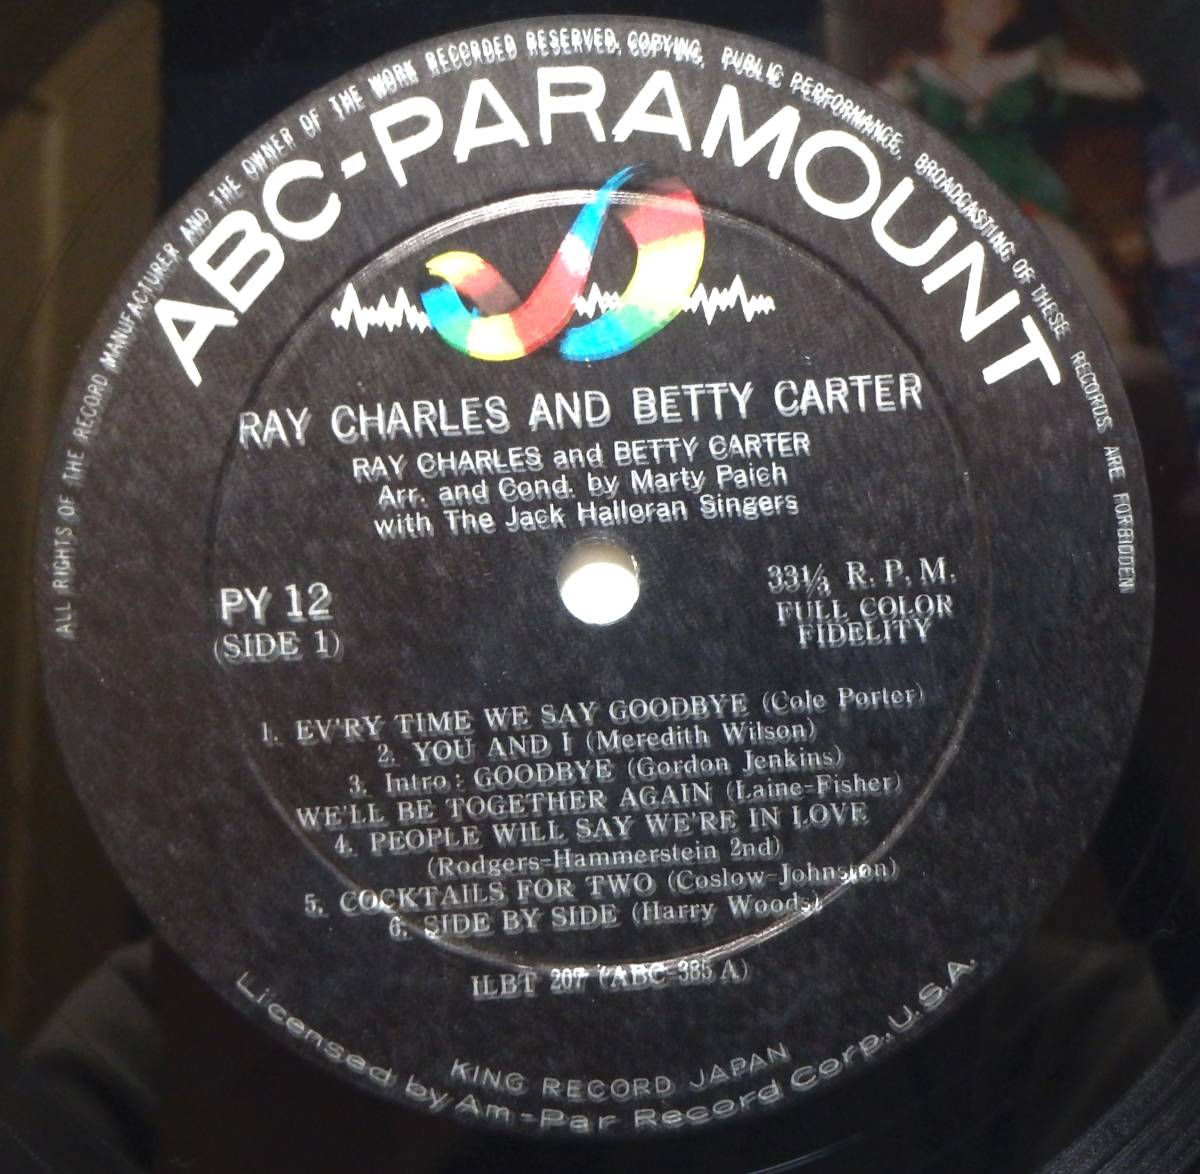 ALL RIGHTS OF THE RECORD MANUFACTURER AND THE OWNER OF THE WORK RECORDED RESERVED, COPYING, PUBLIC PERFORMANCE, BROADCASTING OF THESE RECORDS ARE FORBIDDEN
ABC-PARAMOUNT
RAY CHARLES AND BETTY CARTER
RAY CHARLES and BETTY CARTER
Arr. and Cond. by Marty Paich
with The Jack Halloran Singers
PY 12
(SIDE 1)
33⅓ R. P. M.
FULL COLOR
FIDELITY
1. EV'RY TIME WE SAY GOODBYE (Cole Porter)
2. YOU AND I (Meredith Wilson)
3. Intro : GOODBYE (Gordon Jenkins)
WE'LL BE TOGETHER AGAIN (Laine-Fisher)
4. PEOPLE WILL SAY WE'RE IN LOVE
(Rodgers-Hammerstein 2nd)
5. COCKTAILS FOR TWO (Coslow-Johnston)
6. SIDE BY SIDE (Harry Woods)
ILBT 207 (ABC-385 A)
KING RECORD JAPAN
Licensed by Am-Par Record Corp., U.S.A.